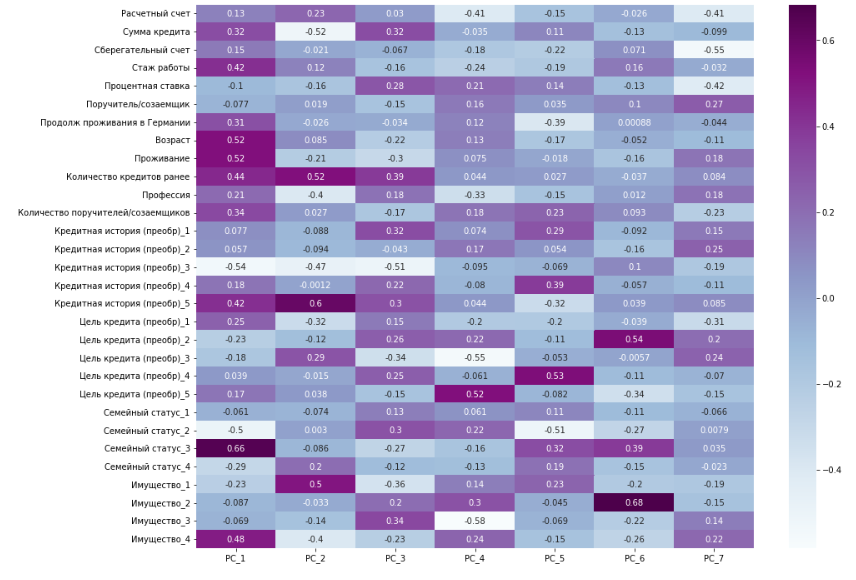 Расчетный счет 0.13 0.23 0.03 -0.41 -0.15 -0.026 -0.41
Сумма кредита 0.32 -0.52 0.32 -0.035 0.11 -0.13 -0.099
0.6
Сберегательный счет 0.15 -0.021 -0.067 -0.18 -0.22 0.071 -0.55
Стаж работы 0.42 0.12 -0.16 -0.24 -0.19 0.16 -0.032
Процентная ставка -0.1 -0.16 0.28 0.21 0.14 -0.13 -0.42
Поручитель/созаемщик -0.077 0.019 -0.15 0.16 0.035 0.1 0.27
Продолж проживания в Германии 0.31 -0.026 -0.034 0.12 -0.39 0.00088 -0.044
0.4
Возраст 0.52 0.085 -0.22 0.13 -0.17 -0.052 -0.11
Проживание 0.52 -0.21 -0.3 0.075 -0.018 -0.16 0.18
Количество кредитов ранее 0.44 0.52 0.39 0.044 0.027 -0.037 0.084
Профессия 0.21 -0.4 0.18 -0.33 -0.15 0.012 0.18
Количество поручителей/созаемщиков 0.34 0.027 -0.17 0.18 0.23 0.093 -0.23
0.2
Кредитная история (преобр)_1 0.077 -0.088 0.32 0.074 0.29 -0.092 0.15
Кредитная история (преобр)_2 0.057 -0.094 -0.043 0.17 0.054 -0.16 0.25
Кредитная история (преобр)_3 -0.54 -0.47 -0.51 -0.095 -0.069 0.1 -0.19
Кредитная история (преобр)_4 0.18 -0.0012 0.22 -0.08 0.39 -0.057 -0.11
0.0
Кредитная история (преобр)_5 0.42 0.6 0.3 0.044 -0.32 0.039 0.085
Цель кредита (преобр)_1 0.25 -0.32 0.15 -0.2 -0.2 -0.039 -0.31
Цель кредита (преобр)_2 -0.23 -0.12 0.26 0.22 -0.11 0.54 0.2
Цель кредита (преобр)_3 -0.18 0.29 -0.34 -0.55 -0.053 -0.0057 0.24
Цель кредита (преобр)_4 0.039 -0.015 0.25 -0.061 0.53 -0.11 -0.07
-0.2
Цель кредита (преобр)_5 0.17 0.038 -0.15 0.52 -0.082 -0.34 -0.15
Семейный статус_1 -0.061 -0.074 0.13 0.061 0.11 -0.11 -0.066
Семейный статус_2 -0.5 0.003 0.3 0.22 -0.51 -0.27 0.0079
Семейный статус_3 0.66 -0.086 -0.27 -0.16 0.32 0.39 0.035
Семейный статус_4 -0.29 0.2 -0.12 -0.13 0.19 -0.15 -0.023
-0.4
Имущество_1 -0.23 0.5 -0.36 0.14 0.23 -0.2 -0.19
Имущество_2 -0.087 -0.033 0.2 0.3 -0.045 0.68 -0.15
Имущество_3 -0.069 -0.14 0.34 -0.58 -0.069 -0.22 0.14
Имущество_4 0.48 -0.4 -0.23 0.24 -0.15 -0.26 0.22
PC_1 PC_2 PC_3 PC_4 PC_5 PC_6 PC_7